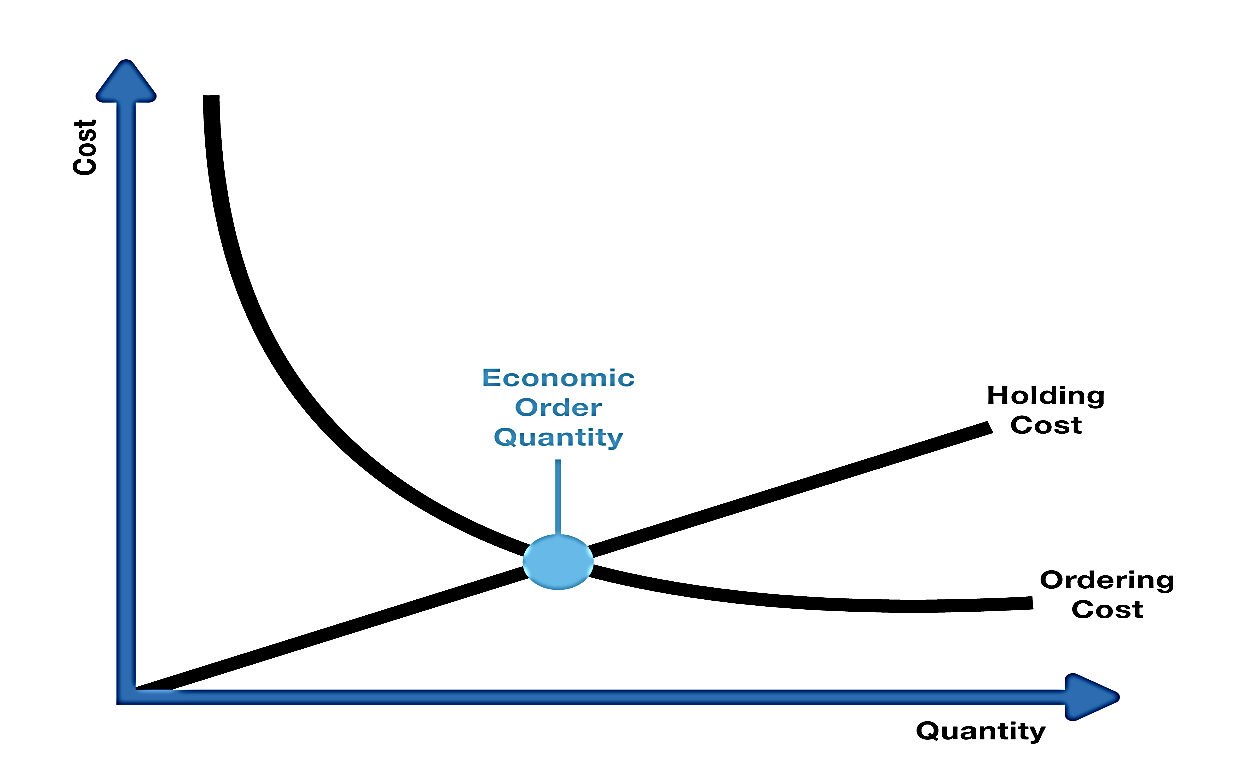 Cost
Economic
Order
Quantity
Holding
Cost
Ordering
Cost
Quantity